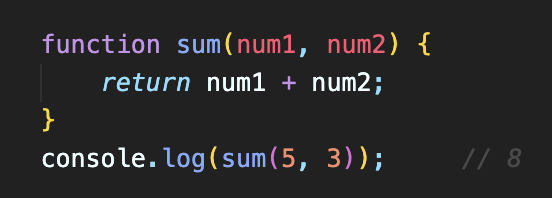 function sum(num1, num2) {
    return num1 + num2;
}
console.log(sum(5, 3));     // 8